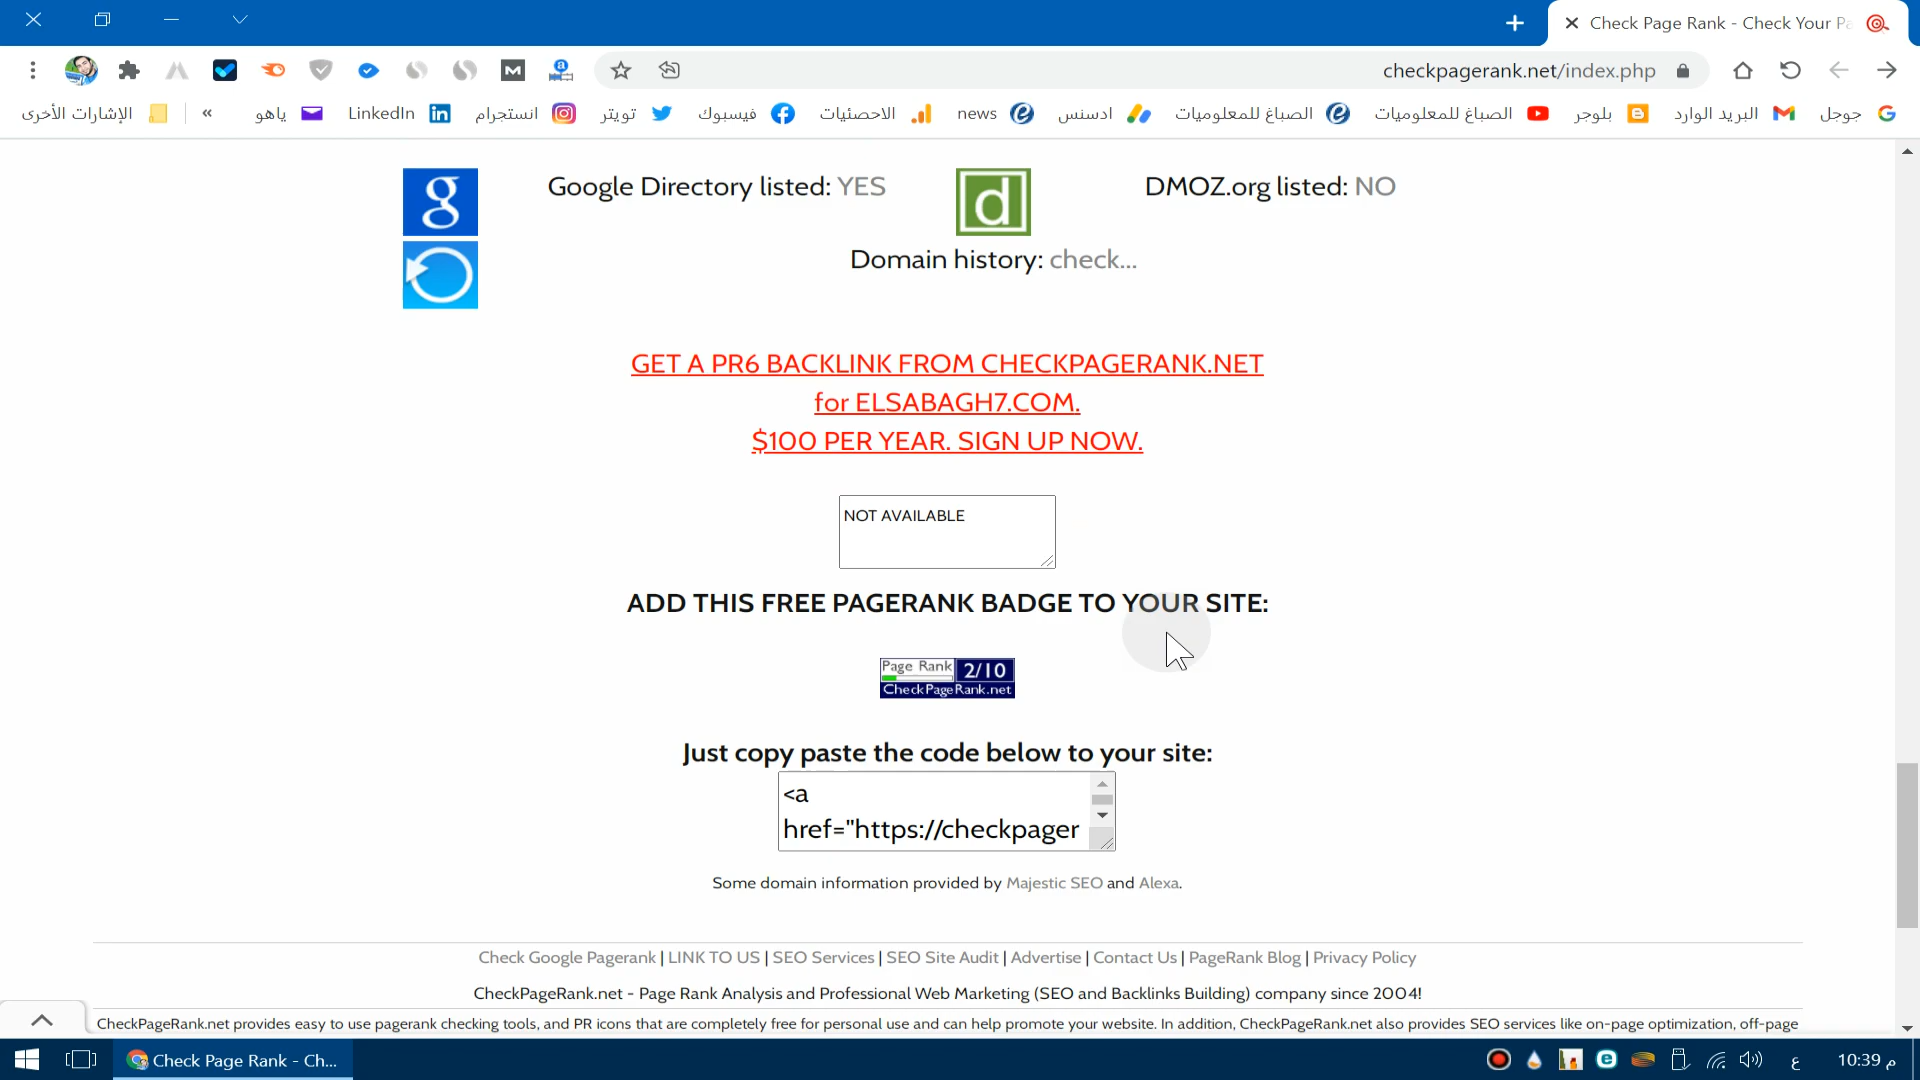 Check Page Rank - Check Your Pa
checkpagerank.net/index.php
جوجل
البريد الوارد
بلوجر
الصباغ للمعلوميات
الصباغ للمعلوميات
ادسنس
news
الاحصئيات
فيسبوك
تويتر
انستجرام
LinkedIn
ياهو
»
الإشارات الأخرى
Google Directory listed: YES
DMOZ.org listed: NO
Domain history: check...
GET A PR6 BACKLINK FROM CHECKPAGERANK.NET
for ELSABAGH7.COM.
$100 PER YEAR. SIGN UP NOW.
NOT AVAILABLE
ADD THIS FREE PAGERANK BADGE TO YOUR SITE:
Page Rank 2/10
CheckPageRank.net
Just copy paste the code below to your site:
<a
href="https://checkpager
Some domain information provided by Majestic SEO and Alexa.
Check Google Pagerank | LINK TO US | SEO Services | SEO Site Audit | Advertise | Contact Us | PageRank Blog | Privacy Policy
CheckPageRank.net - Page Rank Analysis and Professional Web Marketing (SEO and Backlinks Building) company since 2004!
CheckPageRank.net provides easy to use pagerank checking tools, and PR icons that are completely free for personal use and can help promote your website. In addition, CheckPageRank.net also provides SEO services like on-page optimization, off-page
Check Page Rank - Ch...
ع
10:39 م